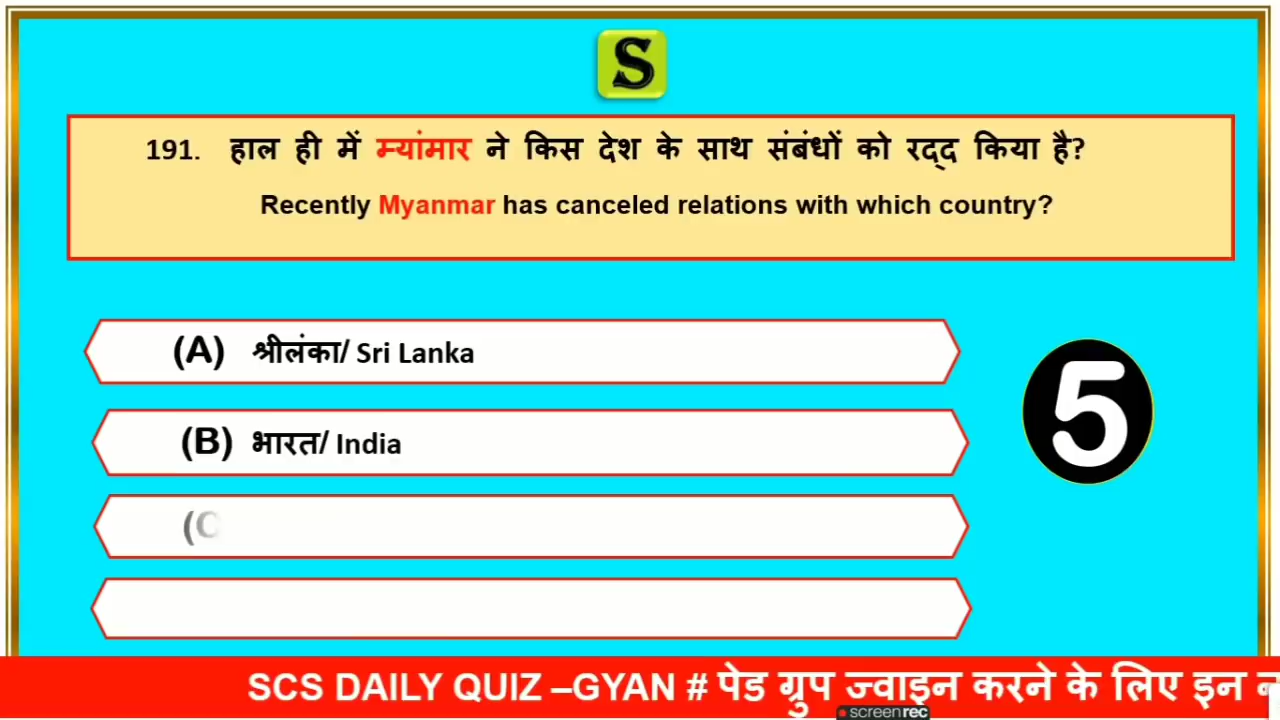 S
191. हाल ही में म्यांमार ने किस देश के साथ संबंधों को रद्द किया है?
Recently Myanmar has canceled relations with which country?
(A) श्रीलंका/ Sri Lanka
(B) भारत/ India
5
(C
SCS DAILY QUIZ –GYAN # पेड ग्रुप ज्वाइन करने के लिए इन
screenrec